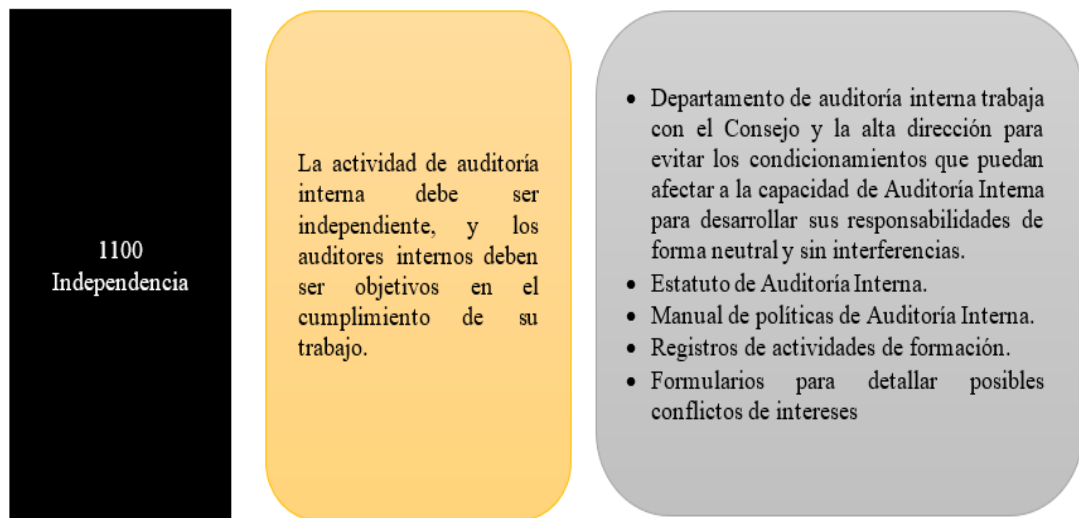 1100
Independencia
La actividad de auditoría
interna debe ser
independiente, y los
auditores internos deben
ser objetivos en el
cumplimiento de su
trabajo.
• Departamento de auditoría interna trabaja
con el Consejo y la alta dirección para
evitar los condicionamientos que puedan
afectar a la capacidad de Auditoría Interna
para desarrollar sus responsabilidades de
forma neutral y sin interferencias.
• Estatuto de Auditoría Interna.
• Manual de políticas de Auditoría Interna.
• Registros de actividades de formación.
• Formularios para detallar posibles
conflictos de intereses